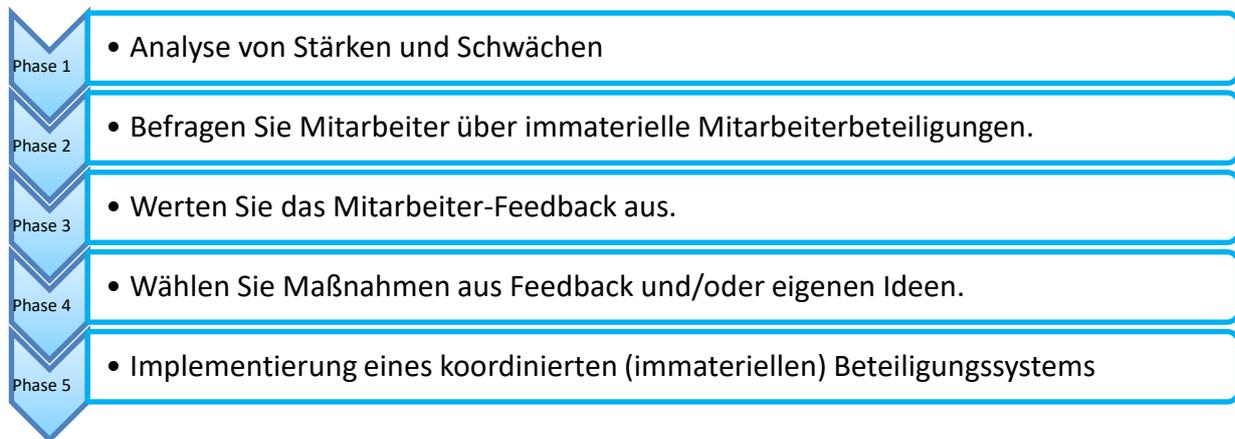 Phase 1
• Analyse von Stärken und Schwächen
Phase 2
• Befragen Sie Mitarbeiter über immaterielle Mitarbeiterbeteiligungen.
Phase 3
• Werten Sie das Mitarbeiter-Feedback aus.
Phase 4
• Wählen Sie Maßnahmen aus Feedback und/oder eigenen Ideen.
Phase 5
• Implementierung eines koordinierten (immateriellen) Beteiligungssystems